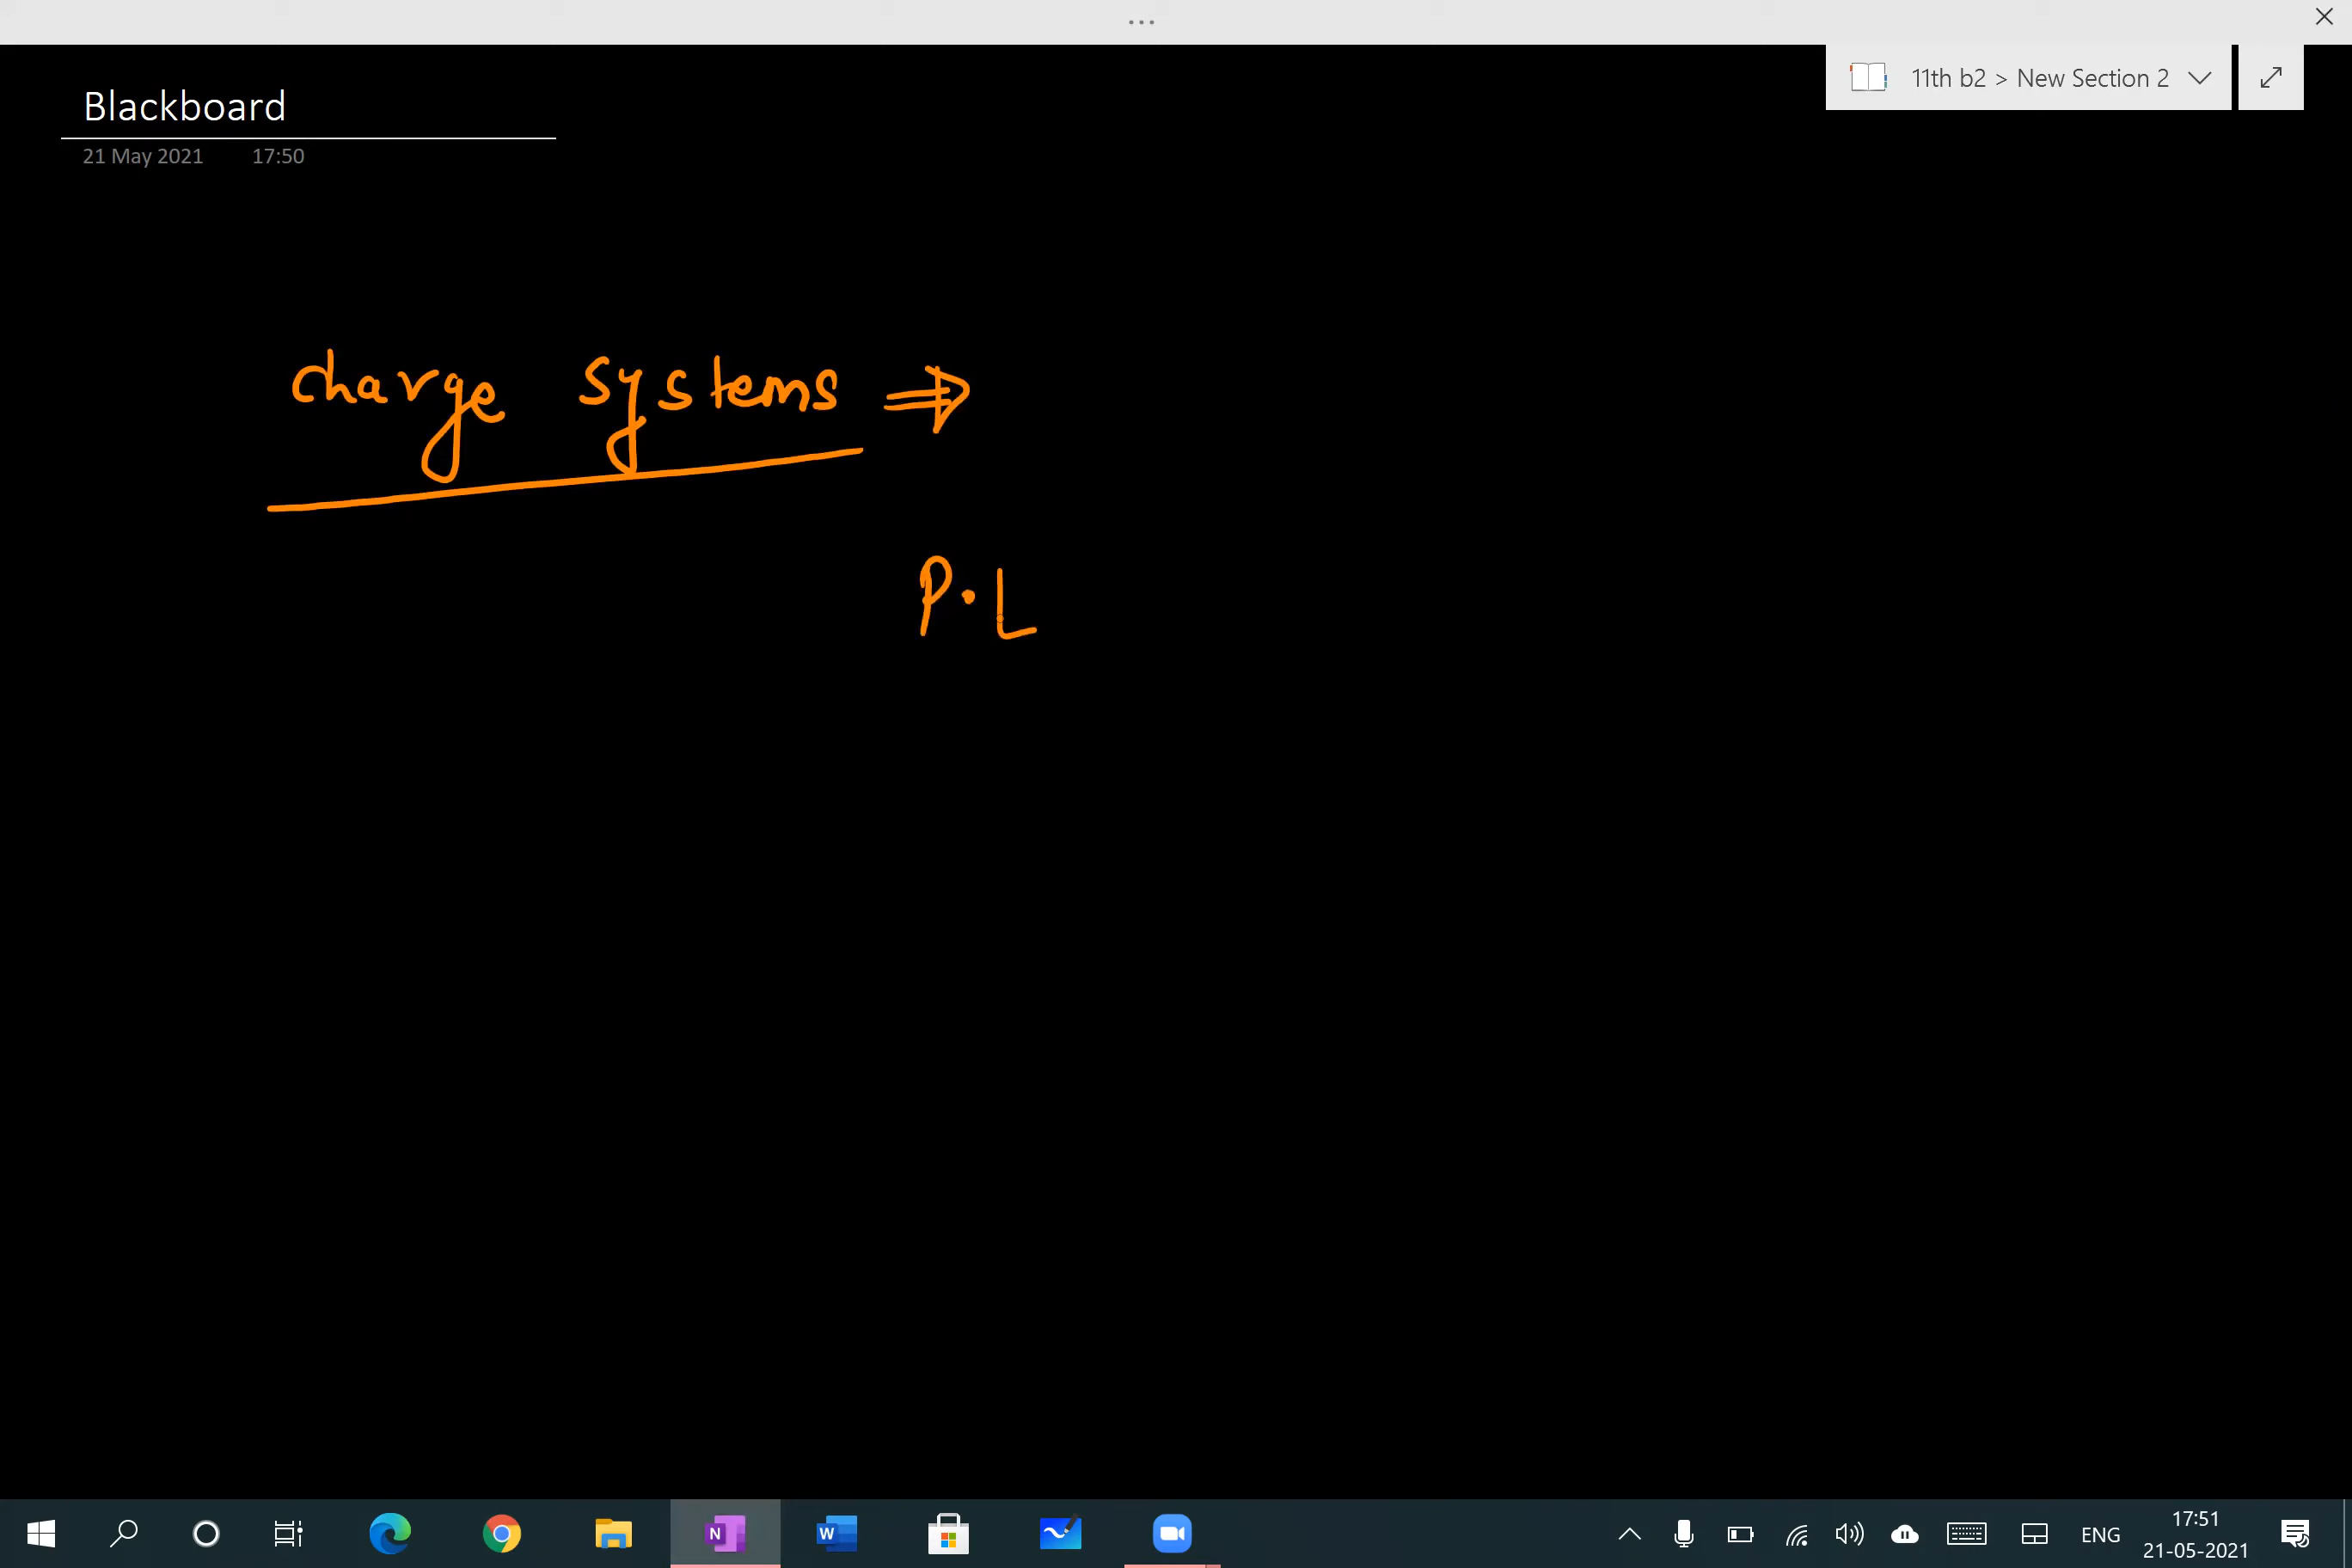 ...
11th b2 > New Section 2
Blackboard
21 May 2021 17:50
charge systems ⇒
P.L
ENG
17:51
21-05-2021